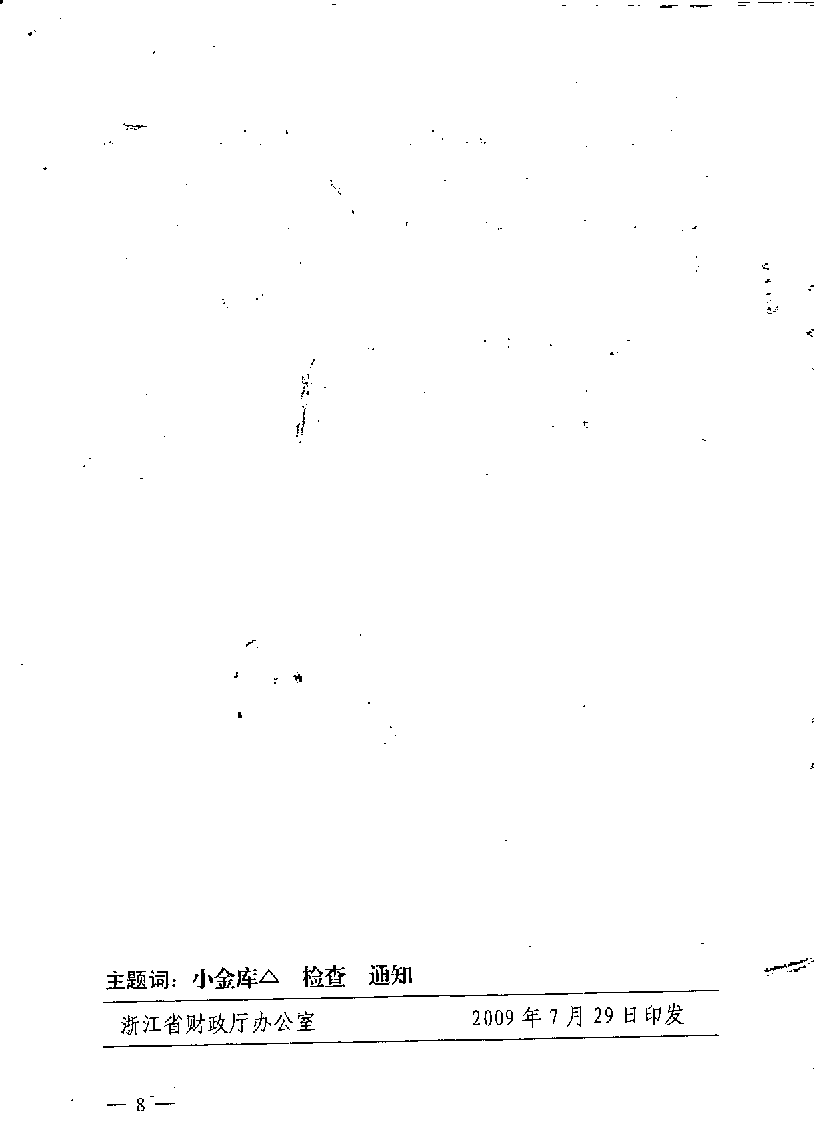 主题词：小金库△　检查　通知
浙江省财政厅办公室　2009年7月29日印发
— 8 —